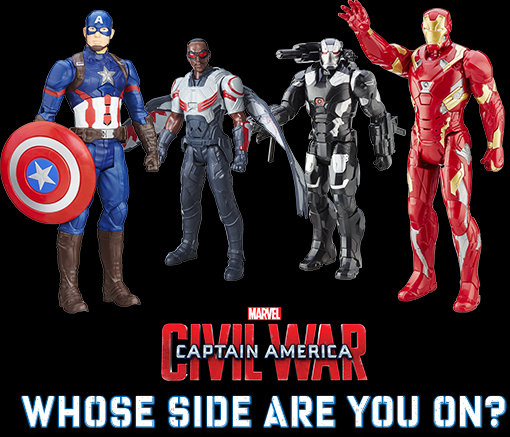 MARVEL
CIVIL WAR
CAPTAIN AMERICA
WHOSE SIDE ARE YOU ON?